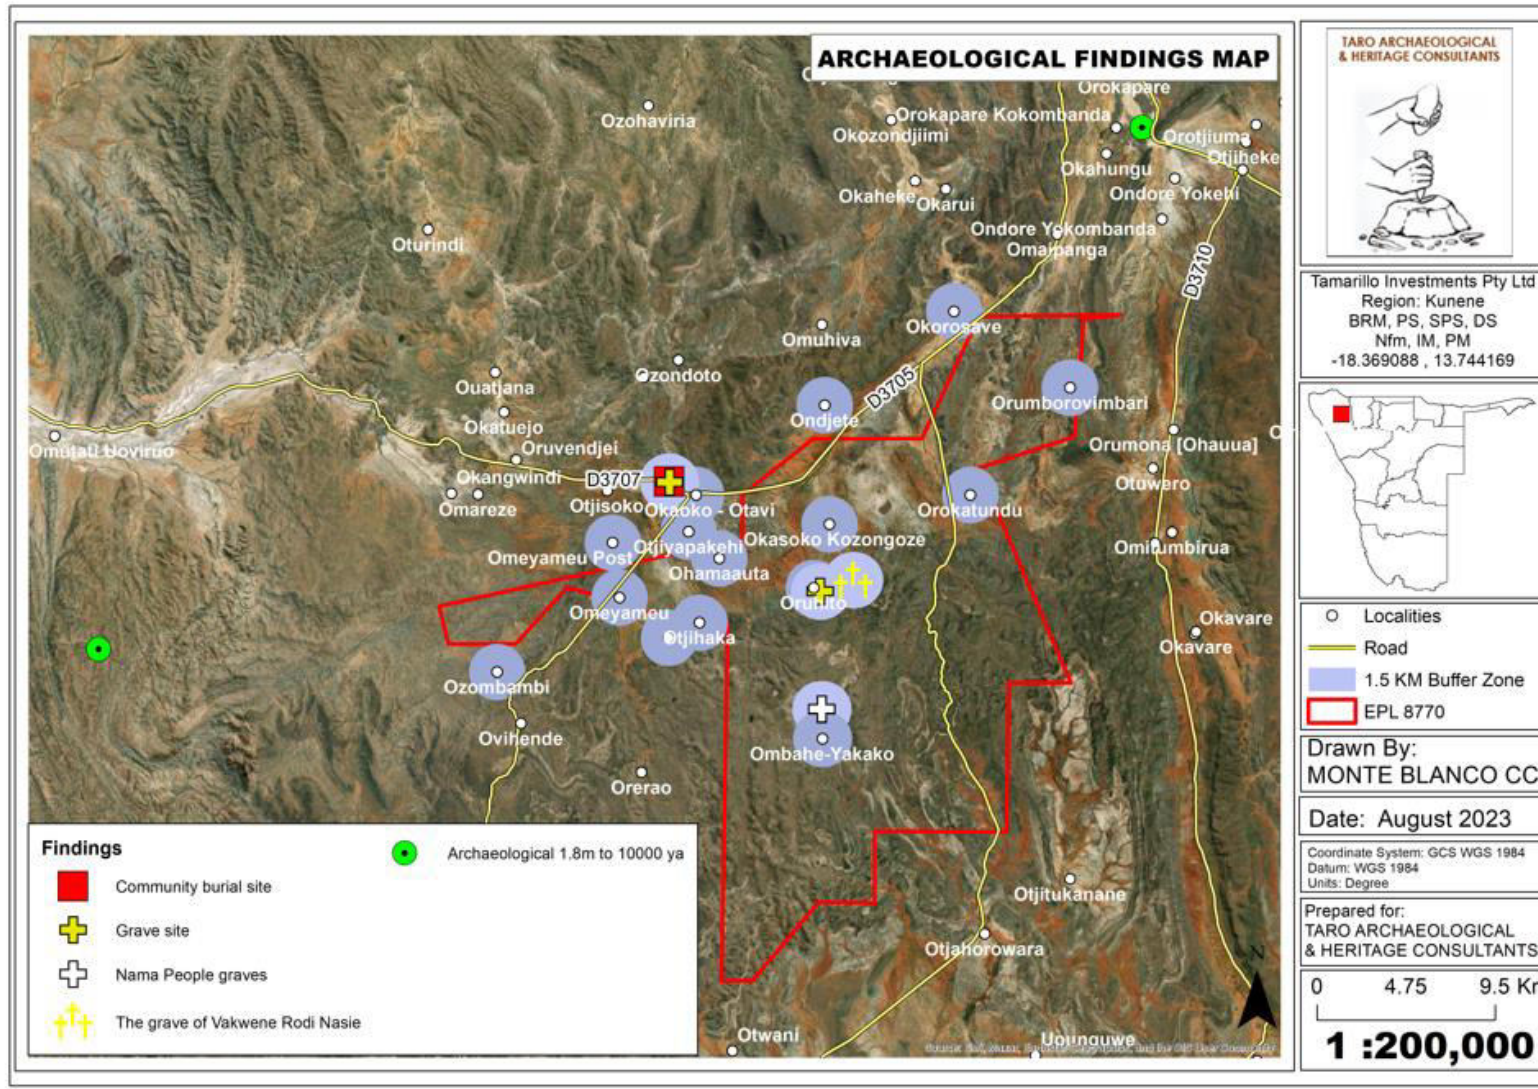 ARCHAEOLOGICAL FINDINGS MAP
Orokapare
Ozohaviria
Orokapare Kokombanda
Okozondjiimi
Orotjiuma
Otjiheke
Okahungu
Ondore Yokehi
Okaheke
Okarui
Ondore Yokombanda
Omaipanga
Oturindi
D3710
Okorosave
Omuhiva
Ozondoto
Ouatjana
D3705
Orumborovimbari
Ondjete
Okatuejo
Omutati Uoviruo
Oruvendjei
Orumona [Ohauua]
Okangwindi
D3707
Otuwero
Omareze
Otjisoko
Okaoko - Otavi
Orokatundu
Omeyameu Post
Otjiyapakehi
Okasoko Kozongoze
Omitumbirua
Ohamaauta
Omeyameu
Oruhito
Okavare
Otjihaka
Okavare
Ozombambi
Ovihende
Ombahe-Yakako
Orerao
Otjitukanane
Otjahorowara
Otwani
Uounguwe
Findings
Community burial site
Grave site
Nama People graves
The grave of Vakwene Rodi Nasie
Archaeological 1.8m to 10000 ya
N
TARO ARCHAEOLOGICAL
& HERITAGE CONSULTANTS
Tamarillo Investments Pty Ltd
Region: Kunene
BRM, PS, SPS, DS
Nfm, IM, PM
-18.369088 , 13.744169
Localities
Road
1.5 KM Buffer Zone
EPL 8770
Drawn By:
MONTE BLANCO CC
Date: August 2023
Coordinate System: GCS WGS 1984
Datum: WGS 1984
Units: Degree
Prepared for:
TARO ARCHAEOLOGICAL
& HERITAGE CONSULTANTS
0 4.75 9.5 Km
1 :200,000